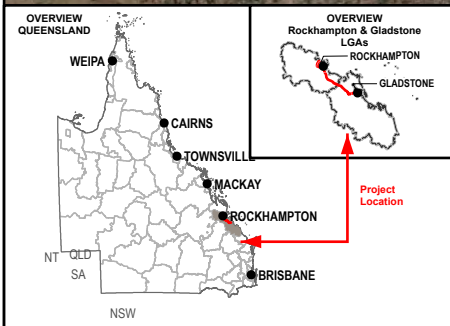 OVERVIEW
QUEENSLAND
WEIPA
CAIRNS
TOWNSVILLE
MACKAY
ROCKHAMPTON
BRISBANE
NT
QLD
SA
NSW
OVERVIEW
Rockhampton & Gladstone
LGAs
ROCKHAMPTON
GLADSTONE
Project
Location